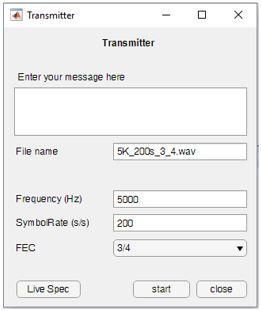 Transmitter
Transmitter
Enter your message here
File name
5K_200s_3_4.wav
Frequency (Hz)
5000
SymbolRate (s/s)
200
FEC
3/4
Live Spec
start
close